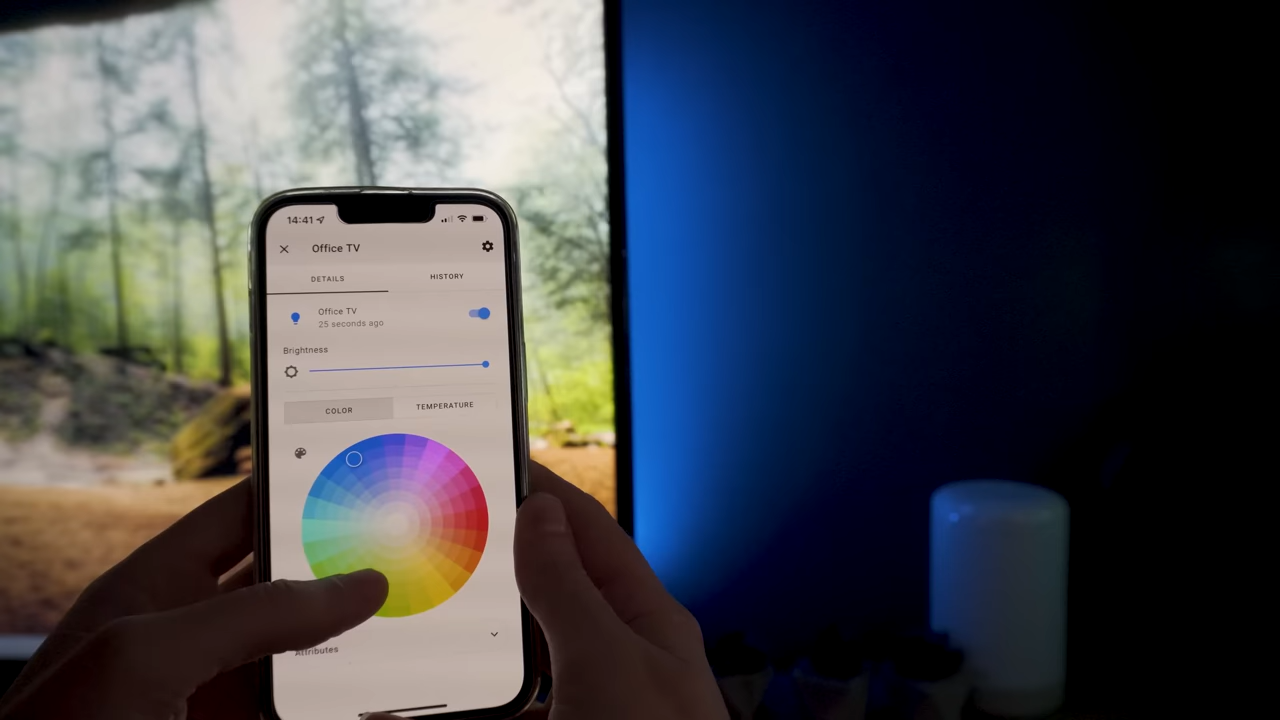 14:41
Office TV
DETAILS
HISTORY
Office TV
25 seconds ago
Brightness
COLOR
TEMPERATURE
Attributes